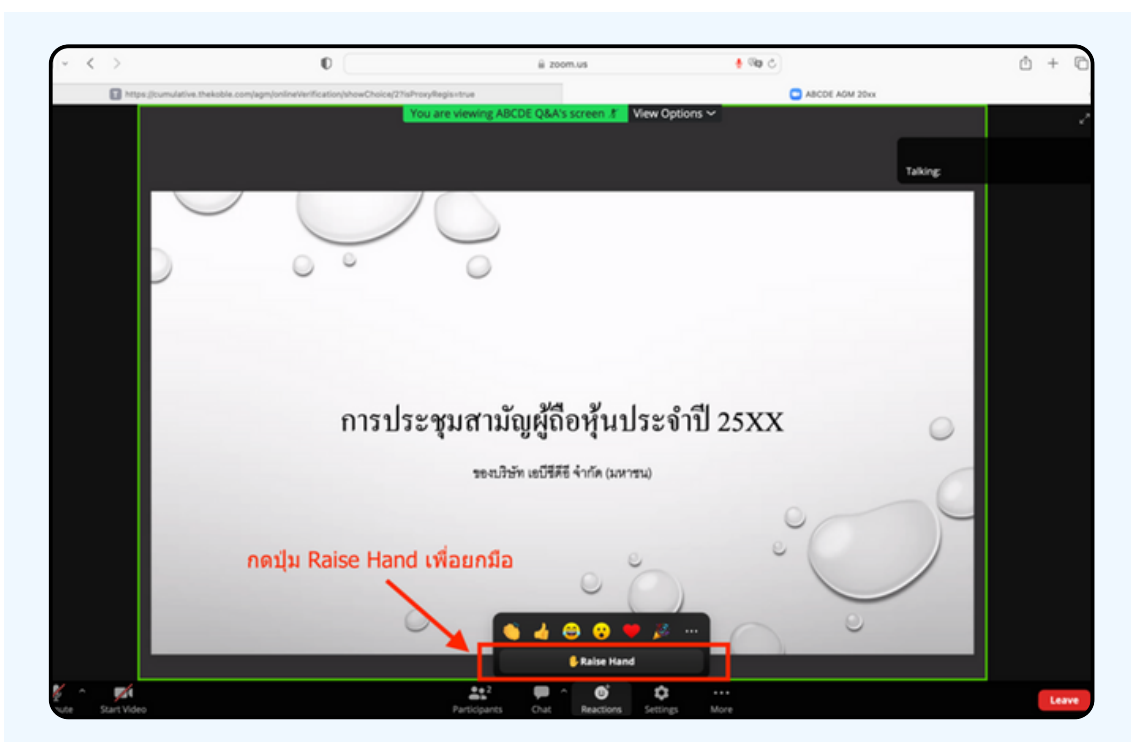 zoom.us
https://cumulative.thekoble.com/agm/onlineVerification/showChoice/2?isProxyRegis=true
ABCDE AGM 20xx
You are viewing ABCDE Q&A's screen
View Options
Talking:
การประชุมสามัญผู้ถือหุ้นประจำปี 25XX
ของบริษัท เอบีซีดีอี จำกัด (มหาชน)
กดปุ่ม Raise Hand เพื่อยกมือ
Raise Hand
2
Start Video
Participants
Chat
Reactions
Settings
More
Leave